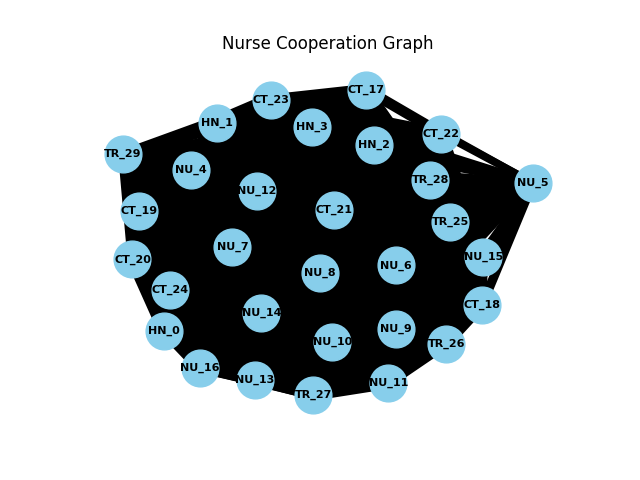 Nurse Cooperation Graph
CT_17
CT_23
HN_1
HN_3
CT_22
HN_2
TR_29
NU_4
TR_28
NU_5
NU_12
CT_19
CT_21
TR_25
NU_7
NU_15
CT_20
NU_6
NU_8
CT_24
CT_18
NU_14
HN_0
NU_9
NU_10
TR_26
NU_16
NU_13
NU_11
TR_27